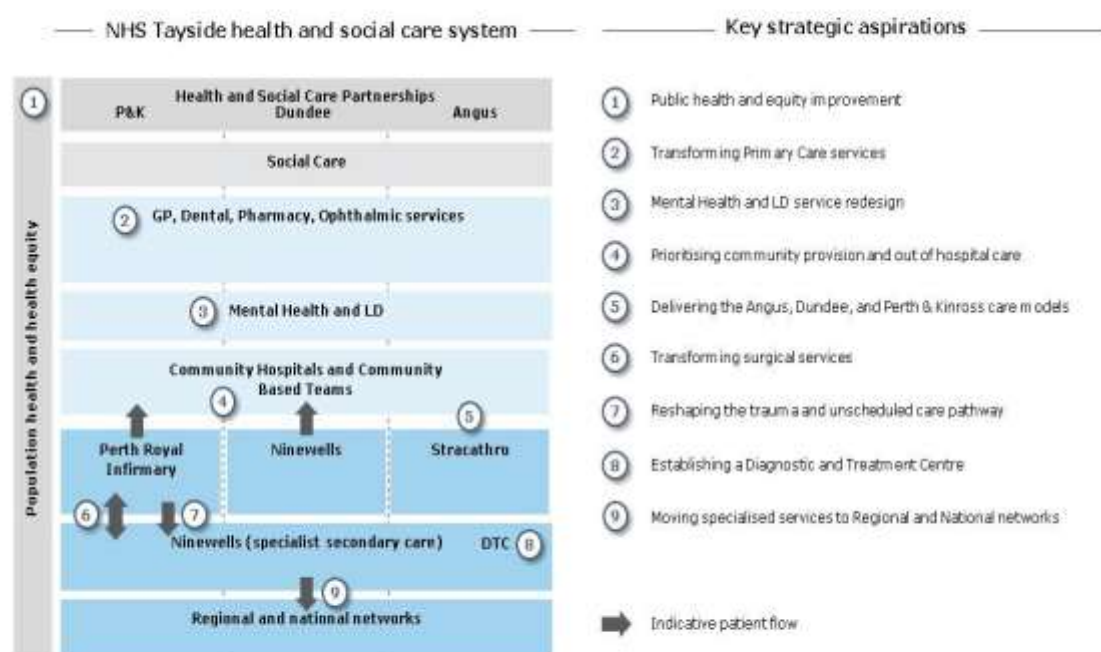 NHS Tayside health and social care system
Key strategic aspirations
Population health and health equity
1
Health and Social Care Partnerships
P&K
Dundee
Angus
Social Care
2
GP, Dental, Pharmacy, Ophthalmic services
3
Mental Health and LD
Community Hospitals and Community
Based Teams
4
5
Perth Royal
Infirmary
Ninewells
Stracathro
6
7
Ninewells (specialist secondary care)
DTC
8
9
Regional and national networks
1
Public health and equity improvement
2
Transforming Primary Care services
3
Mental Health and LD service redesign
4
Prioritising community provision and out of hospital care
5
Delivering the Angus, Dundee, and Perth & Kinross care models
6
Transforming surgical services
7
Reshaping the trauma and unscheduled care pathway
8
Establishing a Diagnostic and Treatment Centre
9
Moving specialised services to Regional and National networks
Indicative patient flow